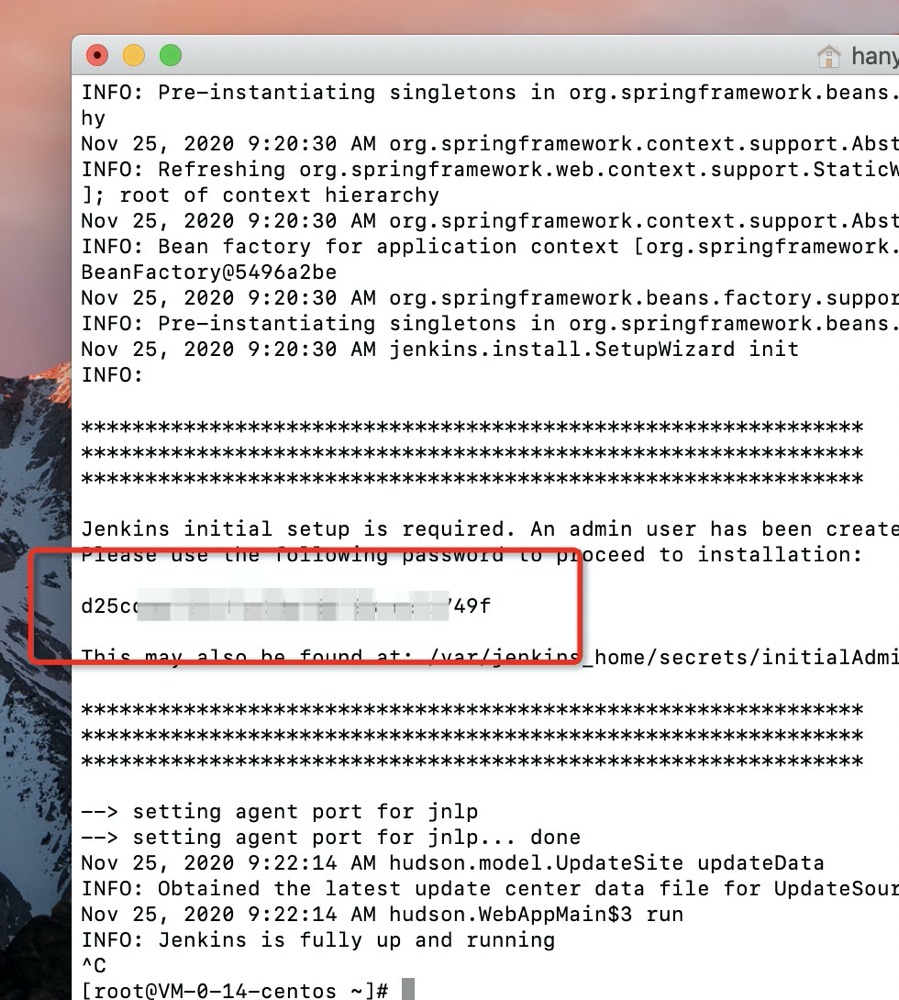 hany
INFO: Pre-instantiating singletons in org.springframework.beans.
hy
Nov 25, 2020 9:20:30 AM org.springframework.context.support.Abst
INFO: Refreshing org.springframework.web.context.support.StaticW
]; root of context hierarchy
Nov 25, 2020 9:20:30 AM org.springframework.context.support.Abst
INFO: Bean factory for application context [org.springframework.
BeanFactory@5496a2be
Nov 25, 2020 9:20:30 AM org.springframework.beans.factory.suppor
INFO: Pre-instantiating singletons in org.springframework.beans.
Nov 25, 2020 9:20:30 AM jenkins.install.SetupWizard init
INFO:
*************************************************************
*************************************************************
*************************************************************
Jenkins initial setup is required. An admin user has been create
Please use the following password to proceed to installation:
d25c 749f
This may also be found at: /var/jenkins_home/secrets/initialAdmi
*************************************************************
*************************************************************
*************************************************************
--> setting agent port for jnlp
--> setting agent port for jnlp... done
Nov 25, 2020 9:22:14 AM hudson.model.UpdateSite updateData
INFO: Obtained the latest update center data file for UpdateSour
Nov 25, 2020 9:22:14 AM hudson.WebAppMain$3 run
INFO: Jenkins is fully up and running
^C
[root@VM-0-14-centos ~]#